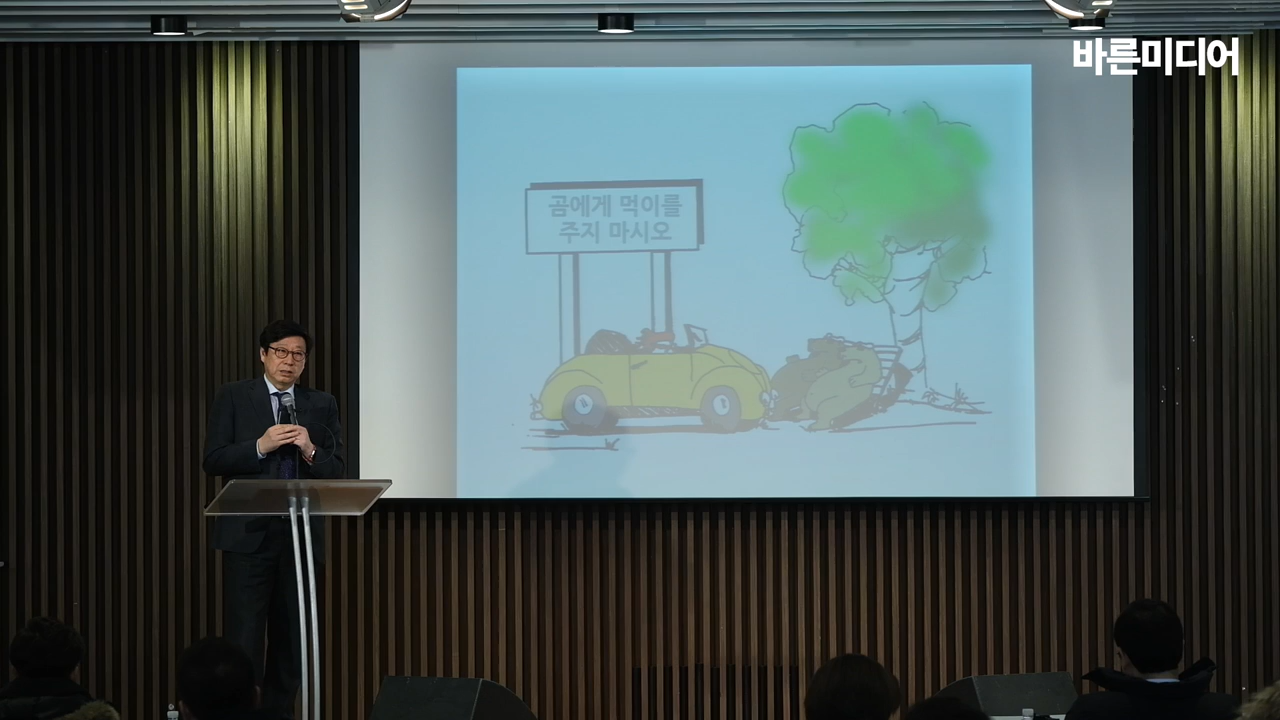 바른미디어
곰에게 먹이를
주지 마시오